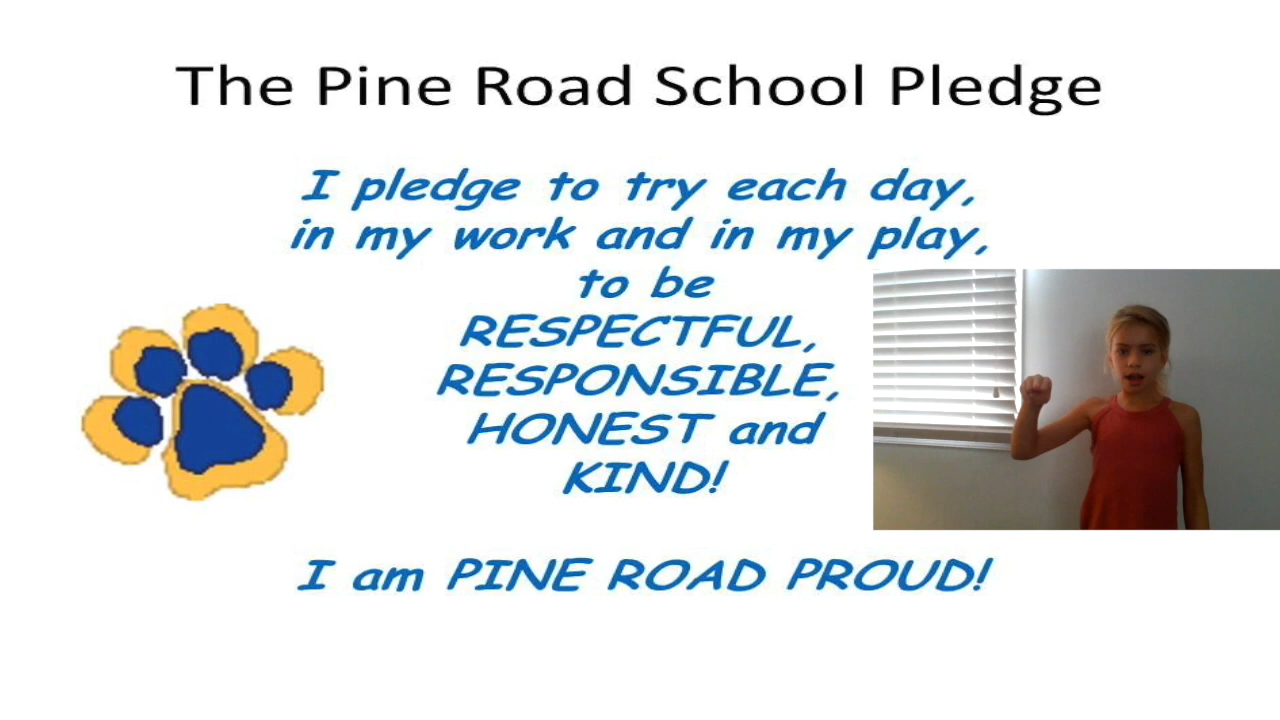 The Pine Road School Pledge
I pledge to try each day,
in my work and in my play,
to be
RESPECTFUL,
RESPONSIBLE,
HONEST and
KIND!
I am PINE ROAD PROUD!